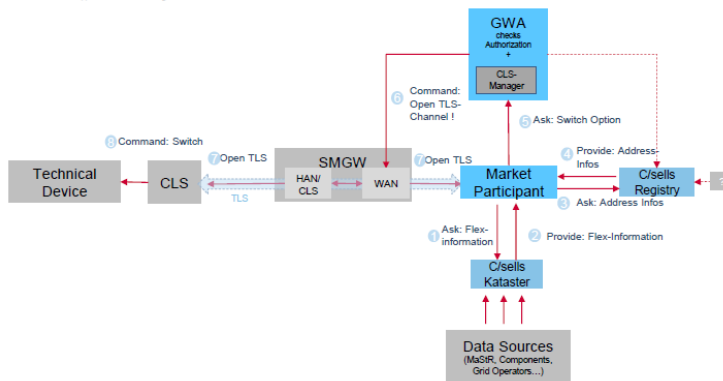 GWA
checks
Authorization
+
CLS-
Manager
6 Command:
Open TLS-
Channel !
5 Ask: Switch Option
8 Command: Switch
7 Open TLS
SMGW
7 Open TLS
4 Provide: Address-
Infos
Technical
Device
CLS
TLS
HAN/
CLS
WAN
Market
Participant
C/sells
Registry
?
3 Ask: Address Infos
1 Ask: Flex-
information
2 Provide: Flex-Information
C/sells
Kataster
Data Sources
(MaStR, Components,
Grid Operators...)